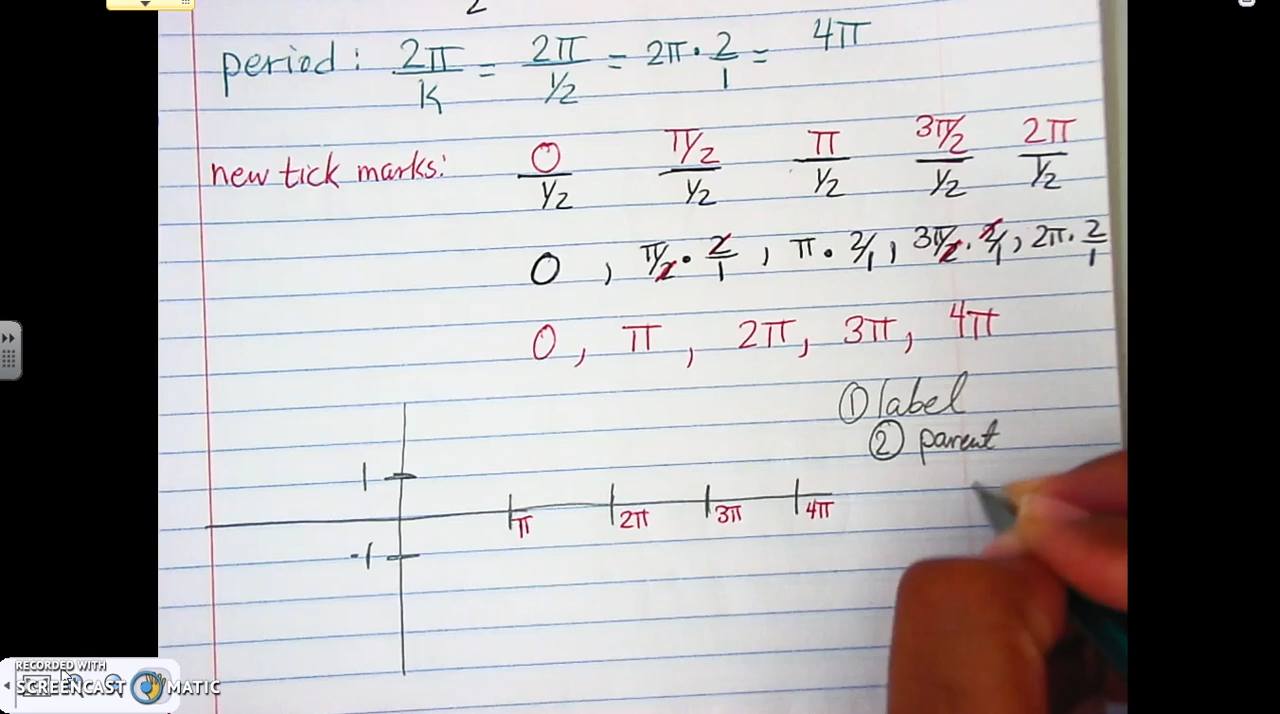 2
period: 2π/K = 2π/1/2 = 2π · 2/1 = 4π
new tick marks: 0/1/2 π/2/1/2 π/1/2 3π/2/1/2 2π/1/2
0, π/2 · 2/1, π · 2/1, 3π/2 · 2/1, 2π · 2/1
0, π, 2π, 3π, 4π
① label
② parent
1
π 2π 3π 4π
-1
RECORDED WITH
SCREENCAST MATIC